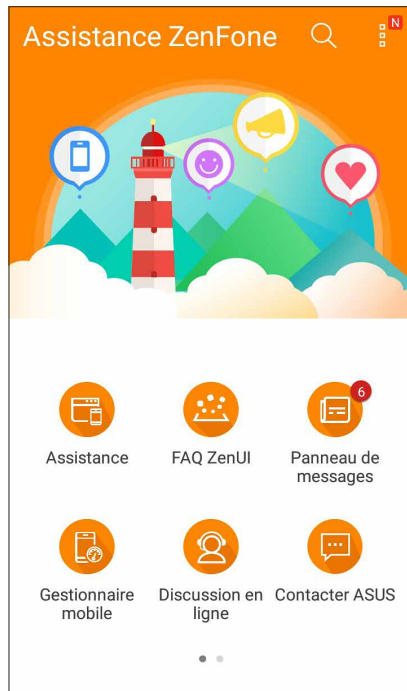 Assistance ZenFone
N
6
Assistance
FAQ ZenUI
Panneau de
messages
Gestionnaire
mobile
Discussion en
ligne
Contacter ASUS